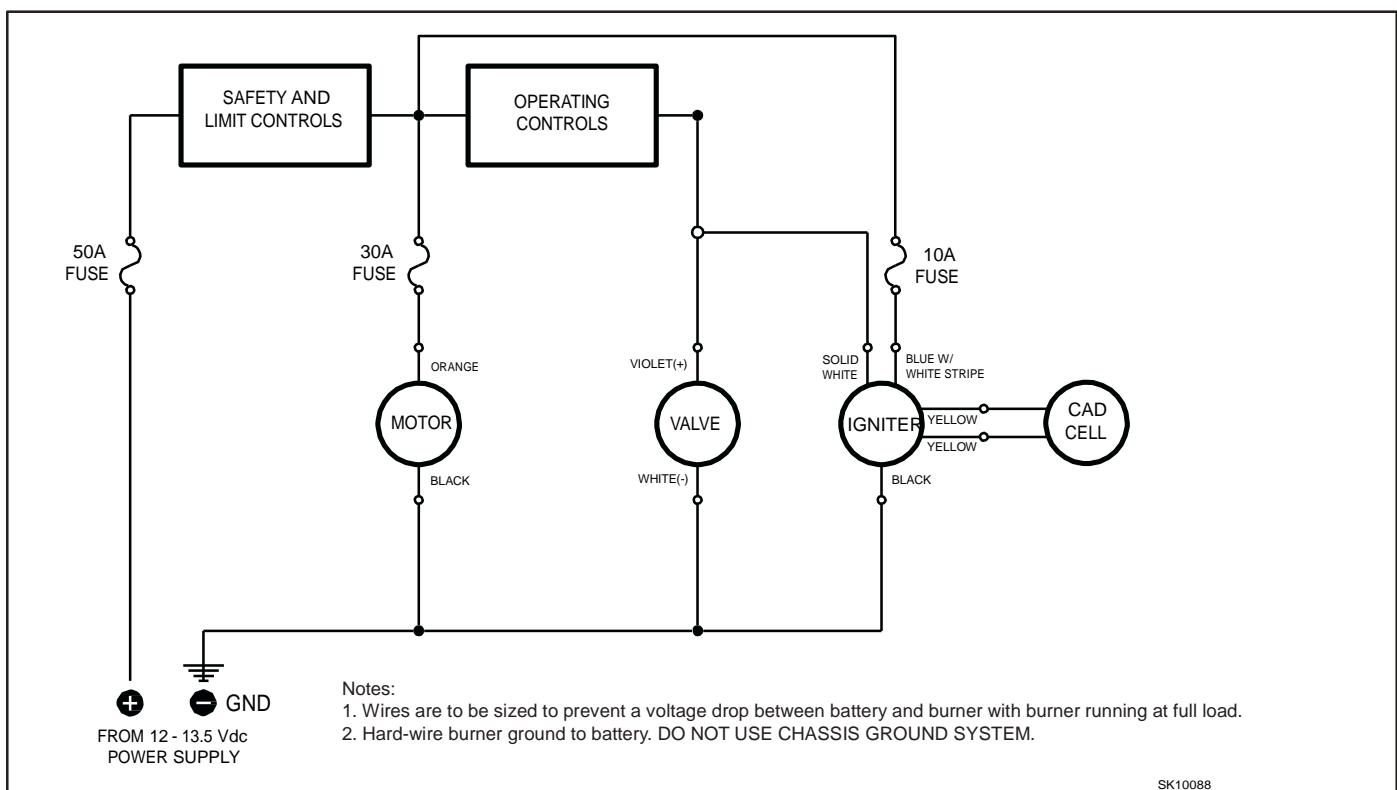 SAFETY AND
LIMIT CONTROLS
OPERATING
CONTROLS
50A
FUSE
30A
FUSE
10A
FUSE
ORANGE
VIOLET(+)
SOLID
WHITE
BLUE W/
WHITE STRIPE
MOTOR
VALVE
IGNITER
YELLOW
YELLOW
CAD
CELL
BLACK
WHITE(-)
BLACK
+
- GND
FROM 12 - 13.5 Vdc
POWER SUPPLY
Notes:
1. Wires are to be sized to prevent a voltage drop between battery and burner with burner running at full load.
2. Hard-wire burner ground to battery. DO NOT USE CHASSIS GROUND SYSTEM.
SK10088